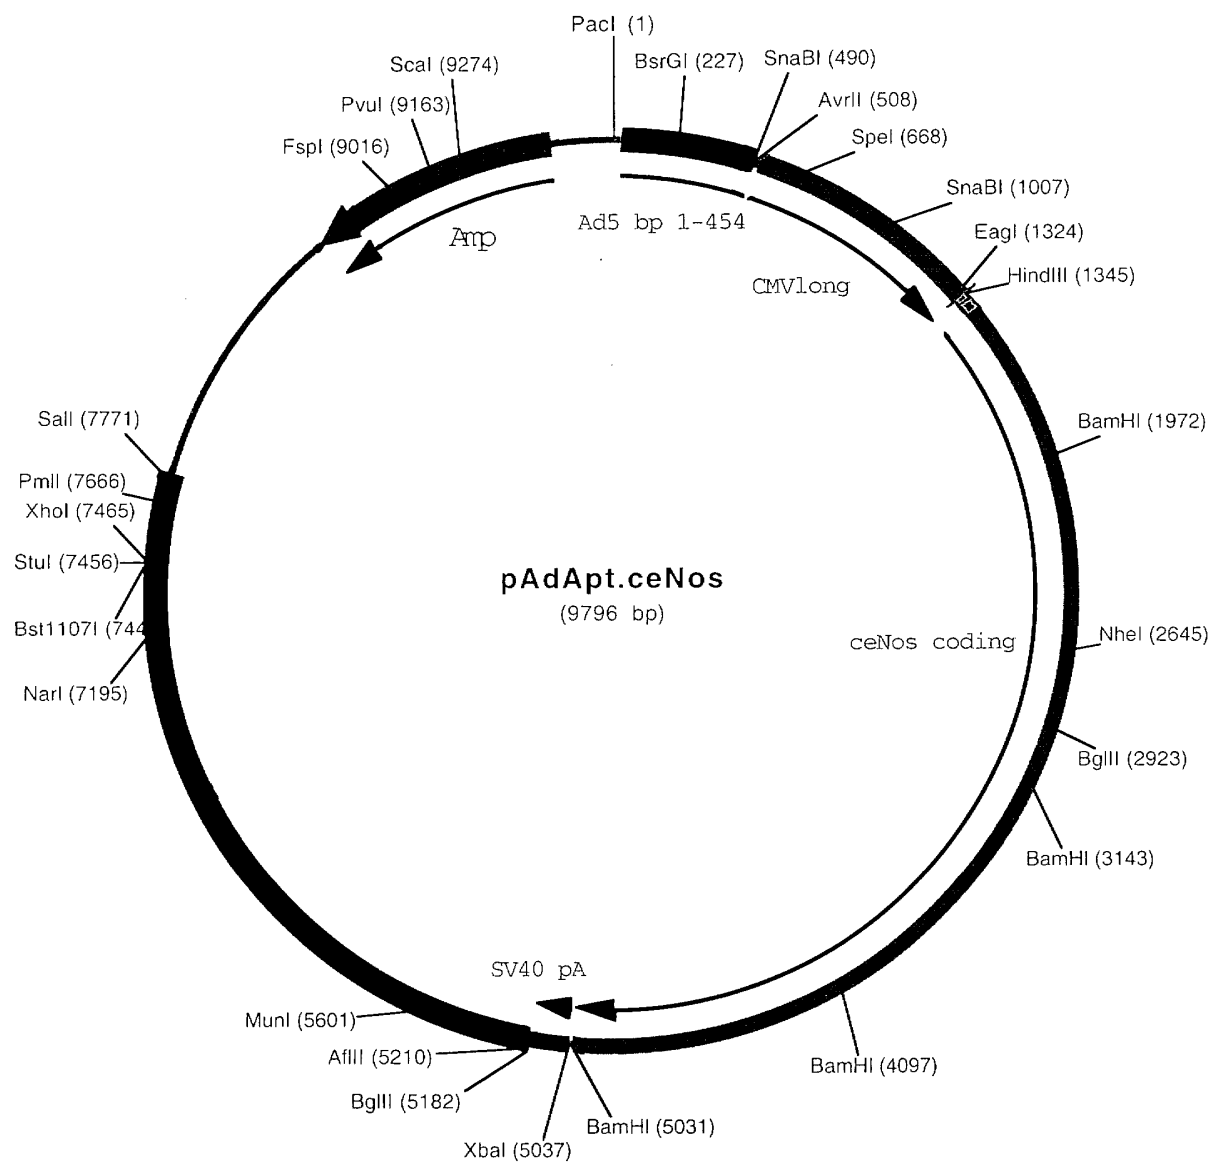 PacI (1)
BsrGI (227)
SnaBI (490)
AvrII (508)
SpeI (668)
SnaBI (1007)
EagI (1324)
HindIII (1345)
BamHI (1972)
NheI (2645)
BglII (2923)
BamHI (3143)
BamHI (4097)
BamHI (5031)
XbaI (5037)
BglII (5182)
AflII (5210)
MunI (5601)
NarI (7195)
Bst1107I (744
StuI (7456)
XhoI (7465)
PmlI (7666)
SalI (7771)
FspI (9016)
PvuI (9163)
ScaI (9274)
Amp
Ad5 bp 1-454
CMVlong
ceNos coding
SV40 pA
pAdApt.ceNos
(9796 bp)